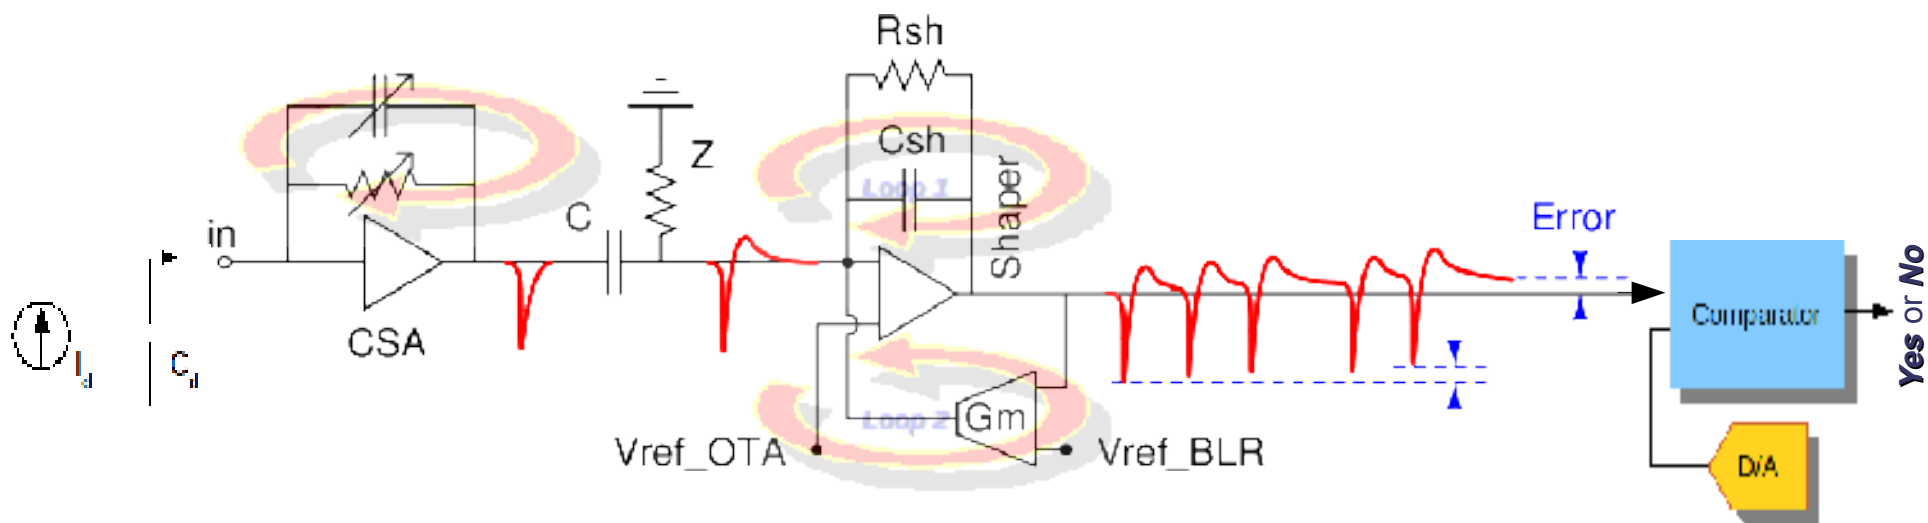 Rsh
Csh
Z
C
in
Loop 1
Shaper
Error
CSA
I d
C d
Comparator
Yes or No
Gm
Loop 2
Vref_OTA
Vref_BLR
D/A